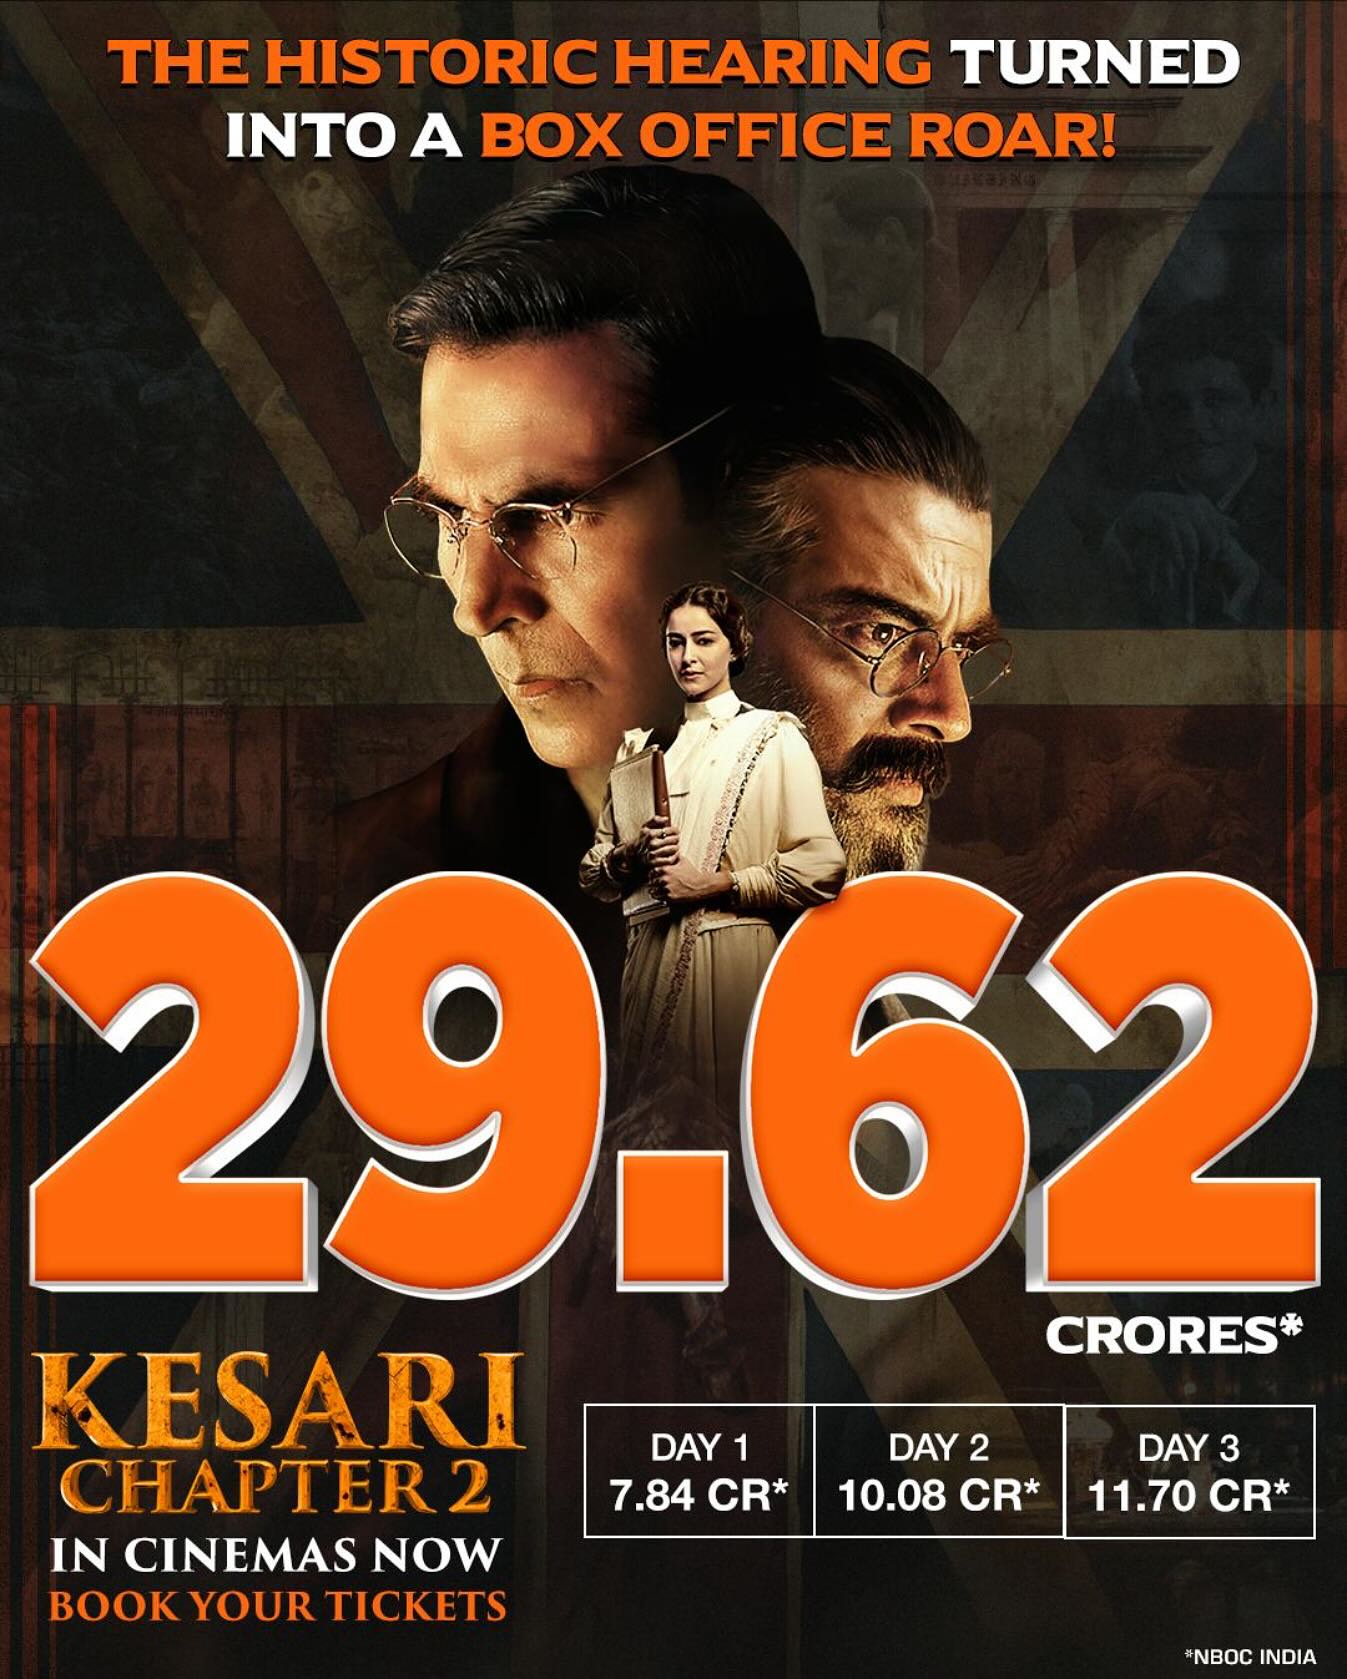 THE HISTORIC HEARING TURNED
INTO A BOX OFFICE ROAR!
29.62
CRORES*
KESARI
CHAPTER 2
IN CINEMAS NOW
BOOK YOUR TICKETS
DAY 1
7.84 CR*
DAY 2
10.08 CR*
DAY 3
11.70 CR*
*NBOC INDIA